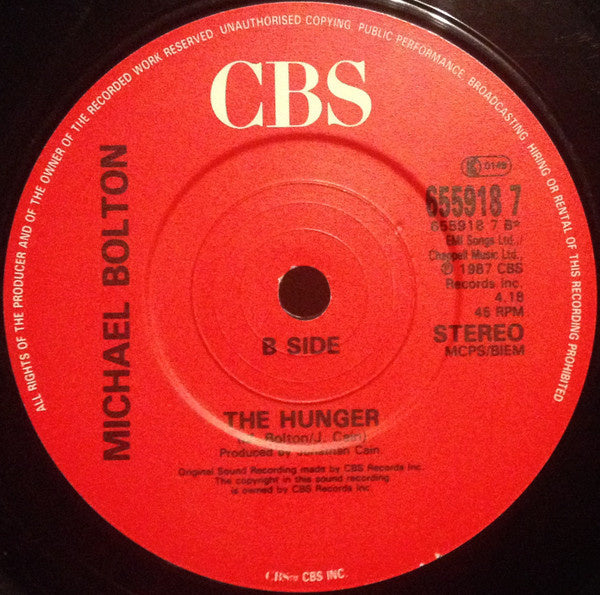 ALL RIGHTS OF THE PRODUCER AND OF THE OWNER OF THE RECORDED WORK RESERVED. UNAUTHORISED COPYING, PUBLIC PERFORMANCE, BROADCASTING, HIRING OR RENTAL OF THIS RECORDING PROHIBITED
CBS
MICHAEL BOLTON
0149
655918 7
655918 7 B°
EMI Songs Ltd./
Chappell Music Ltd.,
℗ 1987 CBS
Records Inc.
4.18
45 RPM
STEREO
MCPS/BIEM
B SIDE
THE HUNGER
Bolton/J. Cain)
Produced by Jonathan Cain
Original Sound Recording made by CBS Records Inc.
The copyright in this sound recording
is owned by CBS Records Inc
CBS CBS INC.